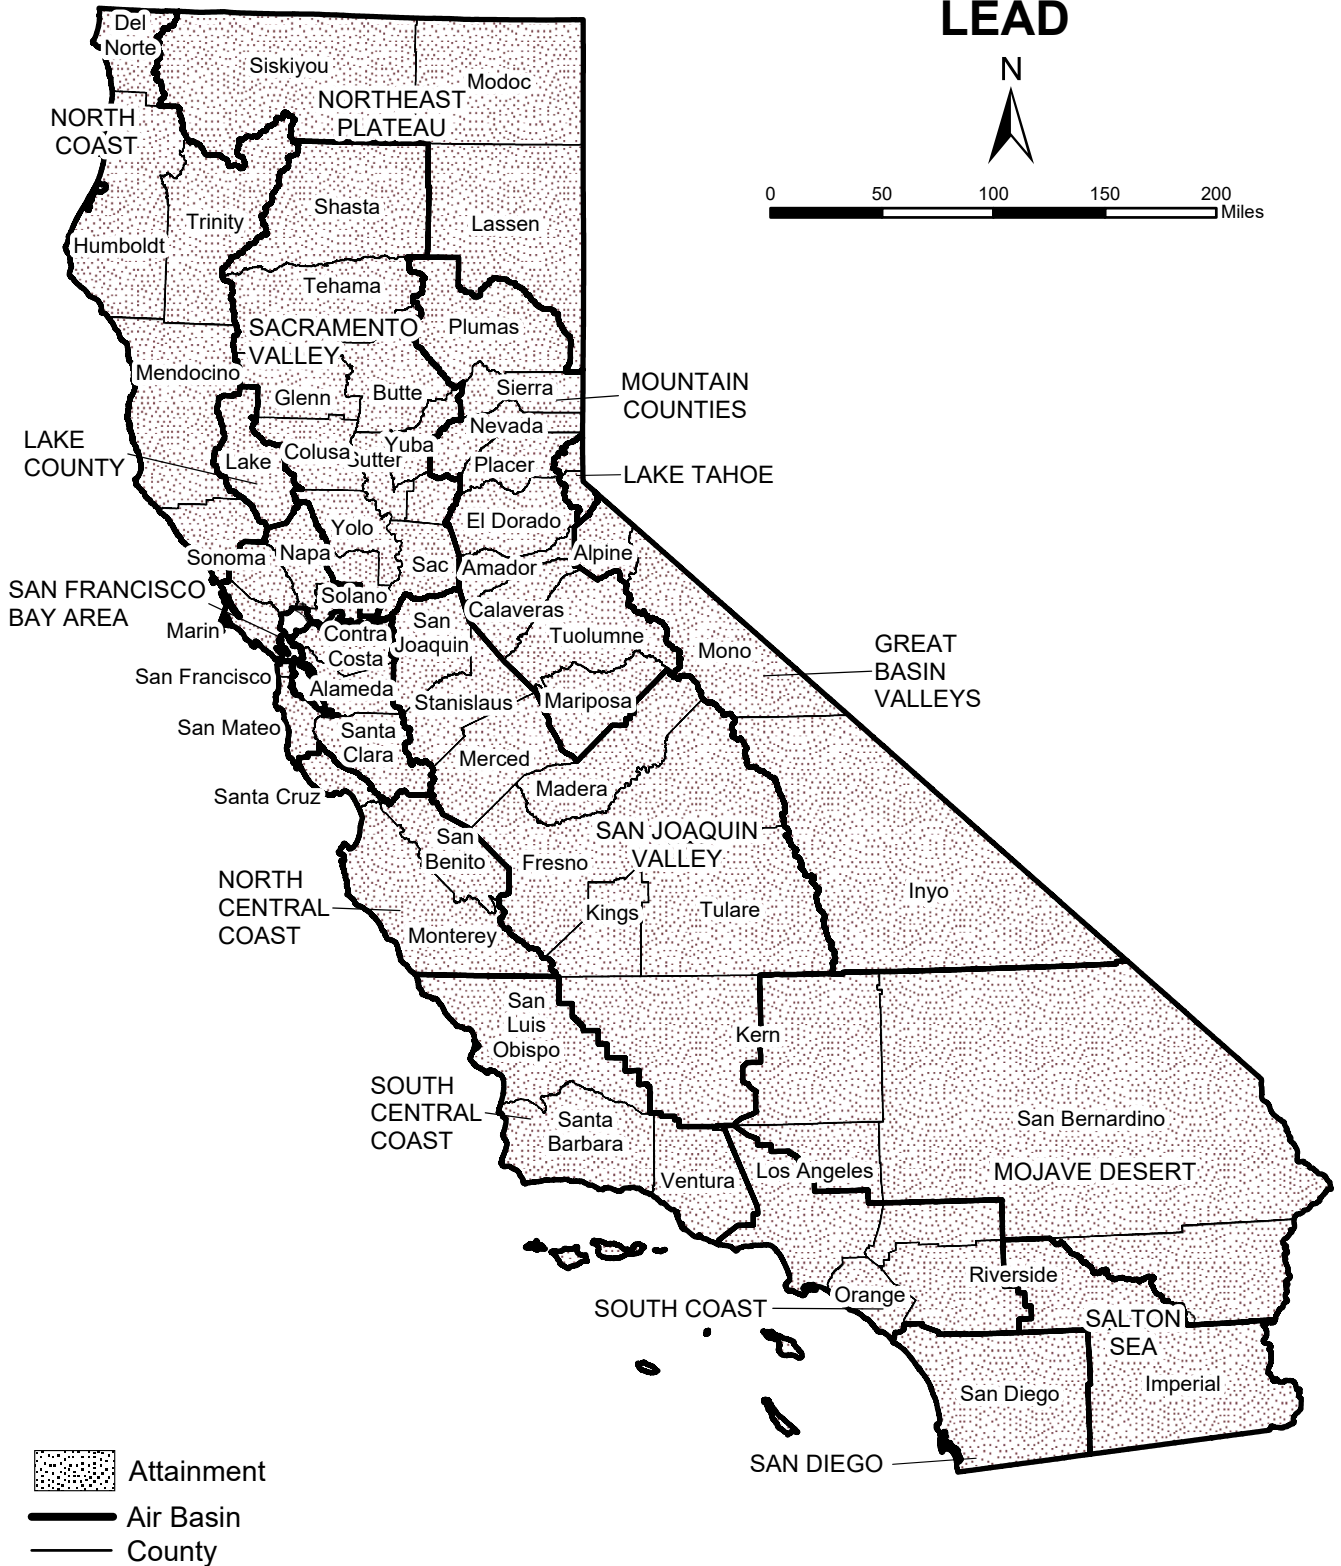 LEAD
N
0 50 100 150 200
Miles
Del
Norte
Siskiyou
Modoc
NORTHEAST
PLATEAU
NORTH
COAST
Shasta
Trinity
Lassen
Humboldt
Tehama
SACRAMENTO
VALLEY
Plumas
Mendocino
Glenn
Butte
Sierra
MOUNTAIN
COUNTIES
Nevada
LAKE
COUNTY
Lake
Colusa
Yuba
Sutter
Placer
LAKE TAHOE
El Dorado
Yolo
Sonoma
Napa
Sac
Amador
Alpine
SAN FRANCISCO
BAY AREA
Solano
Calaveras
Marin
Contra
Costa
San
Joaquin
Tuolumne
Mono
GREAT
BASIN
VALLEYS
San Francisco
Alameda
Stanislaus
Mariposa
San Mateo
Santa
Clara
Merced
Madera
Santa Cruz
San
Benito
SAN JOAQUIN
VALLEY
Fresno
NORTH
CENTRAL
COAST
Monterey
Kings
Tulare
Inyo
San
Luis
Obispo
Kern
SOUTH
CENTRAL
COAST
Santa
Barbara
San Bernardino
Ventura
Los Angeles
MOJAVE DESERT
Riverside
Orange
SOUTH COAST
SALTON
SEA
San Diego
Imperial
SAN DIEGO
Attainment
Air Basin
County